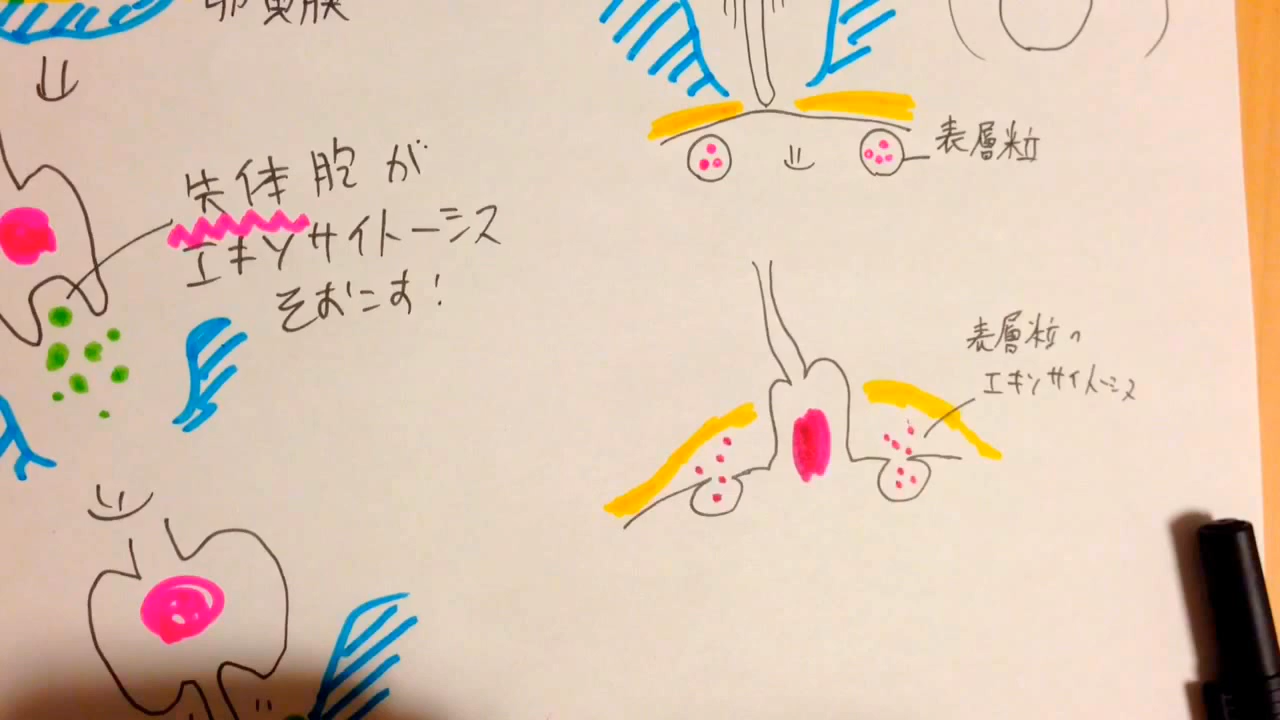 卵黄膜
先体胞が
エキソサイトーシス
をおこす!
表層粒
表層粒の
エキソサイトーシス